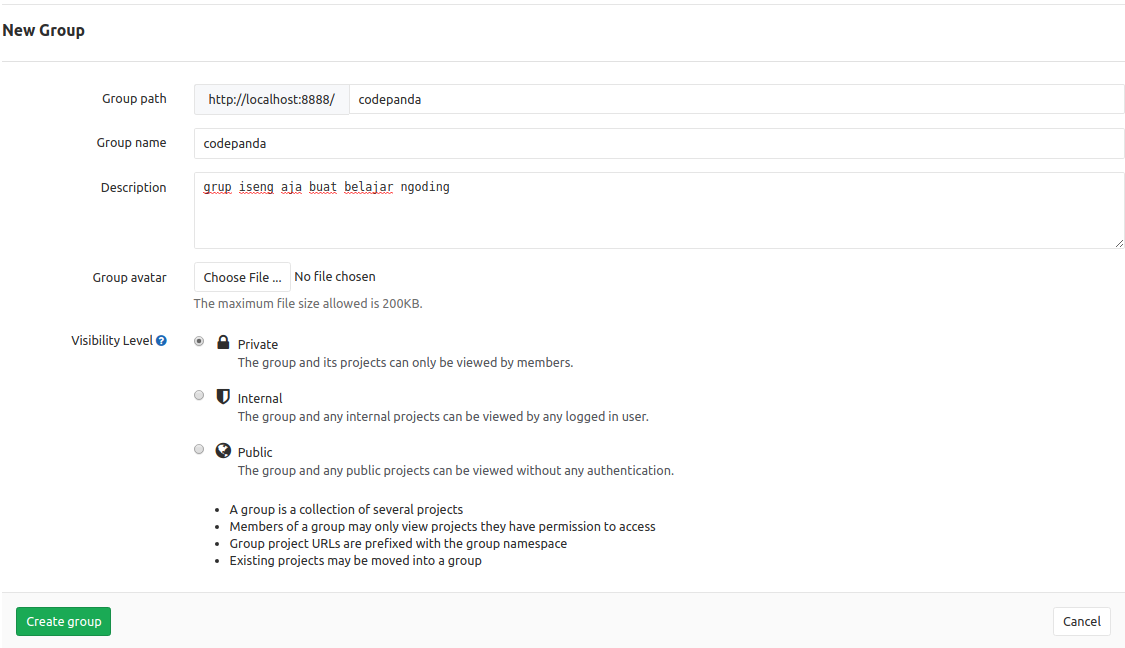 New Group
Group path http://localhost:8888/ codepanda
Group name codepanda
Description grup iseng aja buat belajar ngoding
Group avatar Choose File ... No file chosen
The maximum file size allowed is 200KB.
Visibility Level ? Private
The group and its projects can only be viewed by members.
Internal
The group and any internal projects can be viewed by any logged in user.
Public
The group and any public projects can be viewed without any authentication.
• A group is a collection of several projects
• Members of a group may only view projects they have permission to access
• Group project URLs are prefixed with the group namespace
• Existing projects may be moved into a group
Create group Cancel